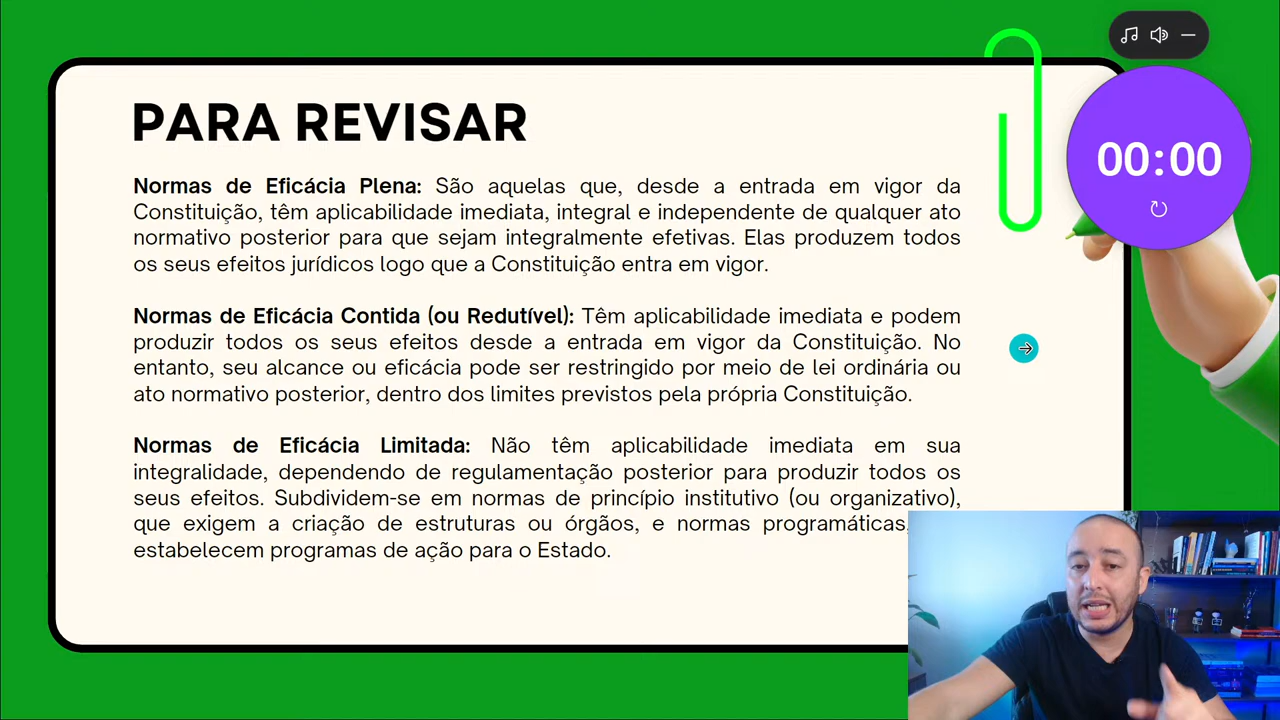 PARA REVISAR
00:00
Normas de Eficácia Plena: São aquelas que, desde a entrada em vigor da
Constituição, têm aplicabilidade imediata, integral e independente de qualquer ato
normativo posterior para que sejam integralmente efetivas. Elas produzem todos
os seus efeitos jurídicos logo que a Constituição entra em vigor.
Normas de Eficácia Contida (ou Redutível): Têm aplicabilidade imediata e podem
produzir todos os seus efeitos desde a entrada em vigor da Constituição. No
entanto, seu alcance ou eficácia pode ser restringido por meio de lei ordinária ou
ato normativo posterior, dentro dos limites previstos pela própria Constituição.
Normas de Eficácia Limitada: Não têm aplicabilidade imediata em sua
integralidade, dependendo de regulamentação posterior para produzir todos os
seus efeitos. Subdividem-se em normas de princípio institutivo (ou organizativo),
que exigem a criação de estruturas ou órgãos, e normas programáticas,
estabelecem programas de ação para o Estado.